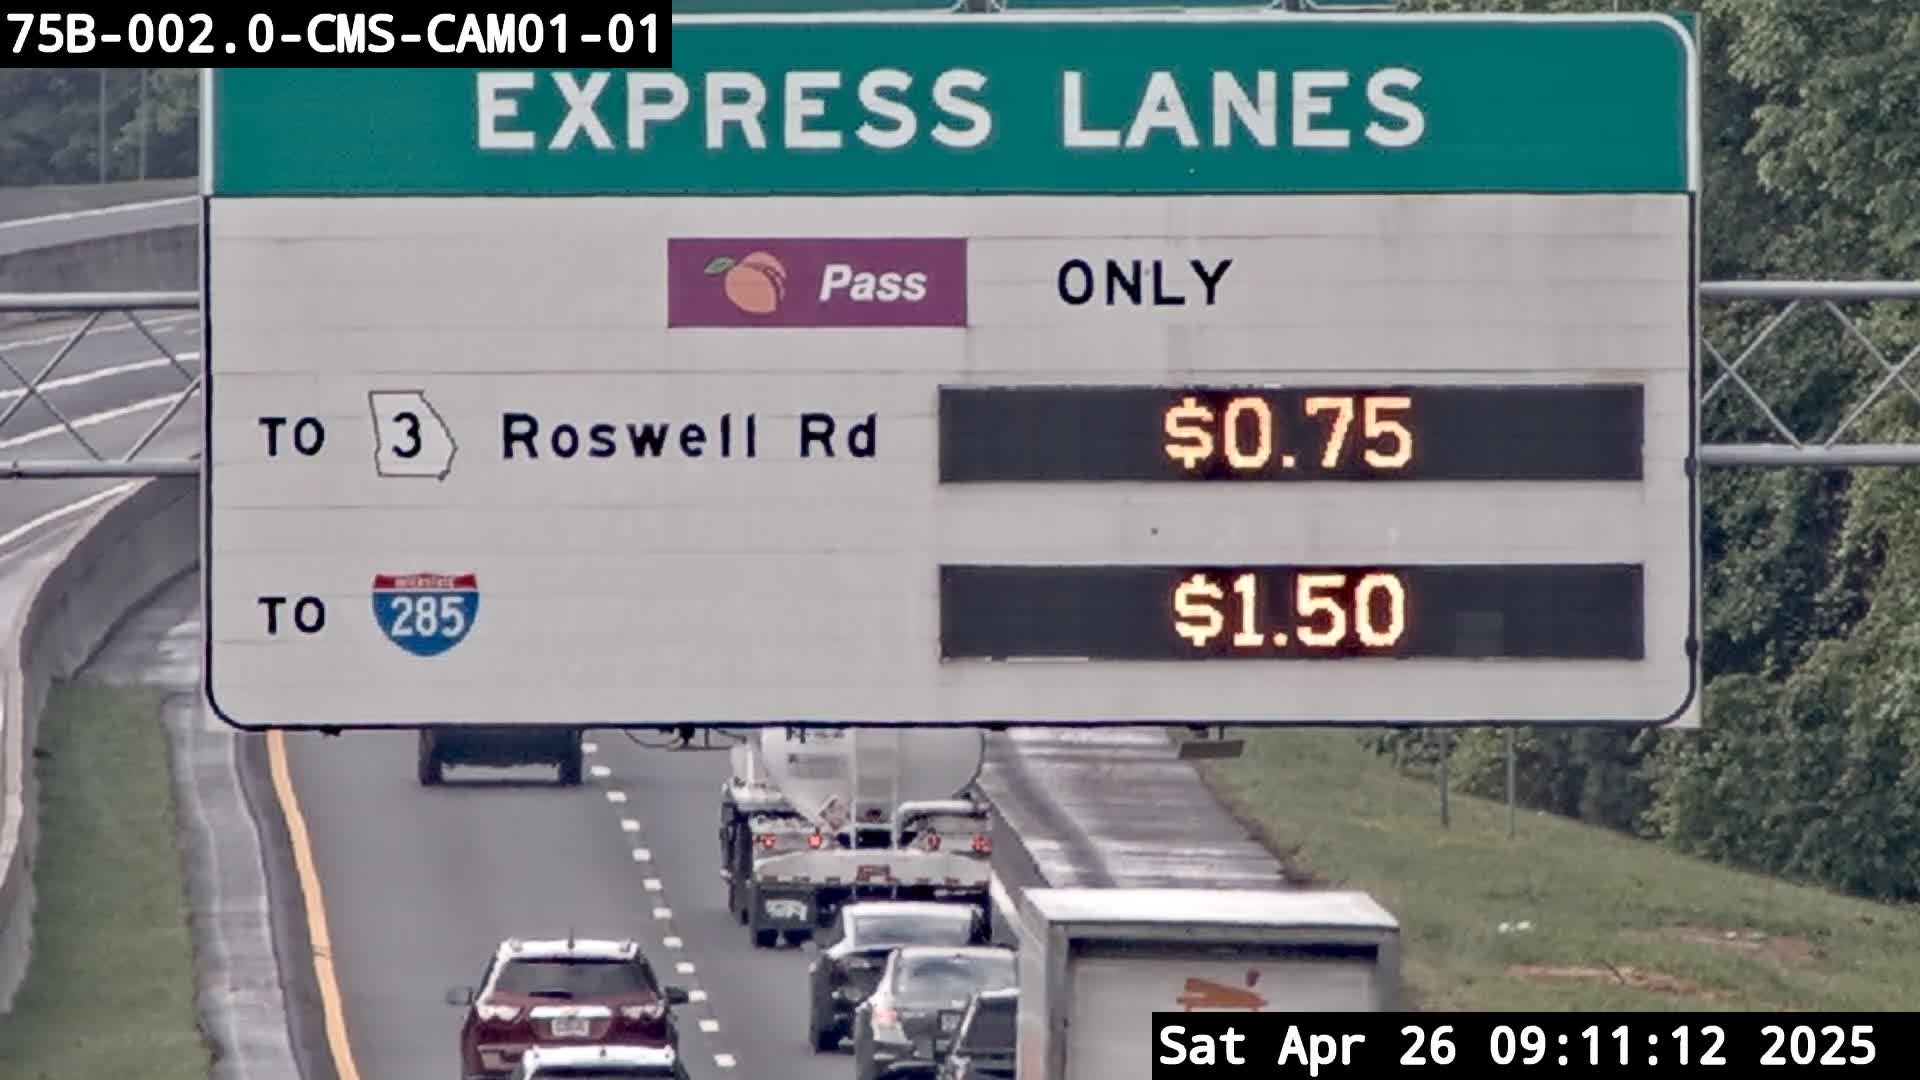 75B-002.0-CMS-CAM01-01
EXPRESS LANES
Pass ONLY
TO 3 Roswell Rd $0.75
TO INTERSTATE 285 $1.50
Sat Apr 26 09:11:12 2025